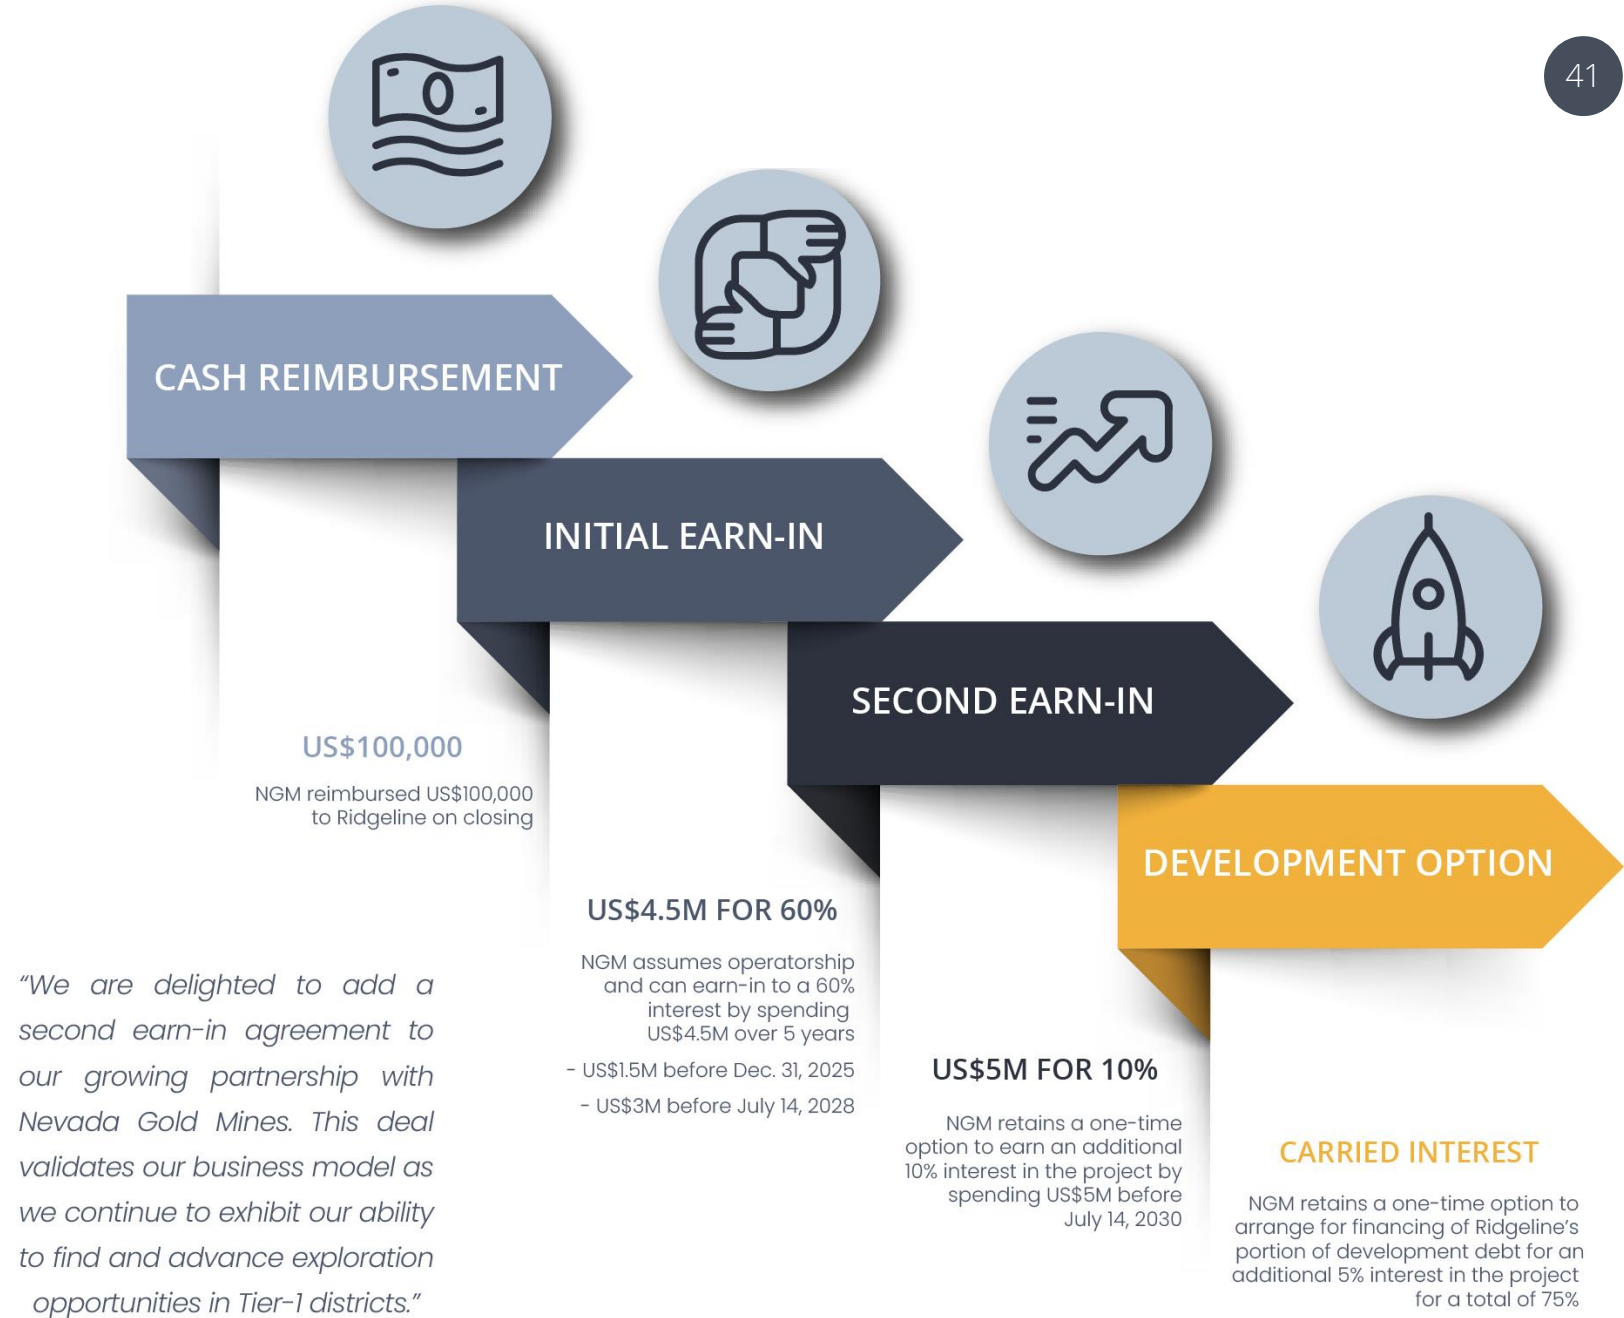 41
CASH REIMBURSEMENT
INITIAL EARN-IN
SECOND EARN-IN
DEVELOPMENT OPTION
US$100,000
NGM reimbursed US$100,000
to Ridgeline on closing
US$4.5M FOR 60%
NGM assumes operatorship
and can earn-in to a 60%
interest by spending
US$4.5M over 5 years
- US$1.5M before Dec. 31, 2025
- US$3M before July 14, 2028
US$5M FOR 10%
NGM retains a one-time
option to earn an additional
10% interest in the project by
spending US$5M before
July 14, 2030
CARRIED INTEREST
NGM retains a one-time option to
arrange for financing of Ridgeline’s
portion of development debt for an
additional 5% interest in the project
for a total of 75%
“We are delighted to add a
second earn-in agreement to
our growing partnership with
Nevada Gold Mines. This deal
validates our business model as
we continue to exhibit our ability
to find and advance exploration
opportunities in Tier-1 districts.”